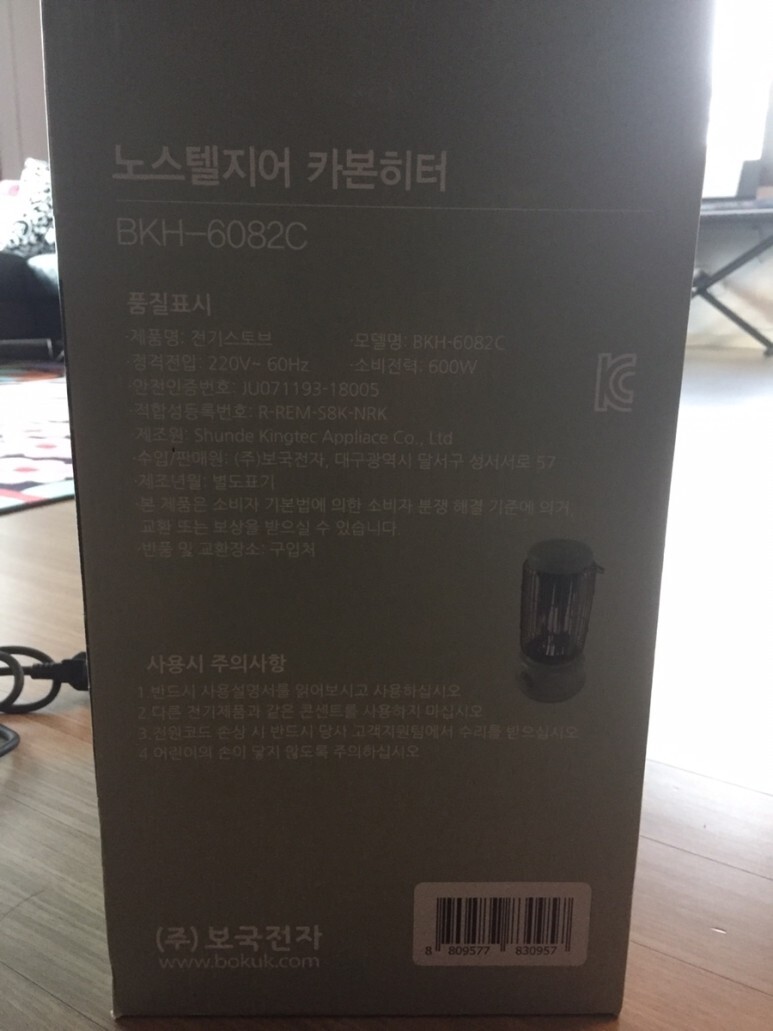 노스텔지어 카본히터
BKH-6082C
품질표시
·제품명: 전기스토브 ·모델명: BKH-6082C
·정격전압: 220V~ 60Hz ·소비전력: 600W
·안전인증번호: JU071193-18005
·적합성등록번호: R-REM-S8K-NRK
·제조원: Shunde Kingtec Appliace Co., Ltd
·수입/판매원: (주)보국전자, 대구광역시 달서구 성서서로 57
·제조년월: 별도표기
·본 제품은 소비자 기본법에 의한 소비자 분쟁 해결 기준에 의거,
교환 또는 보상을 받으실 수 있습니다.
·반품 및 교환장소: 구입처
사용시 주의사항
1.반드시 사용설명서를 읽어보시고 사용하십시오.
2.다른 전기제품과 같은 콘센트를 사용하지 마십시오.
3.전원코드 손상 시 반드시 당사 고객지원팀에서 수리를 받으십시오.
4.어린이의 손이 닿지 않도록 주의하십시오.
(주)보국전자
www.bokuk.com
8 809577 830957